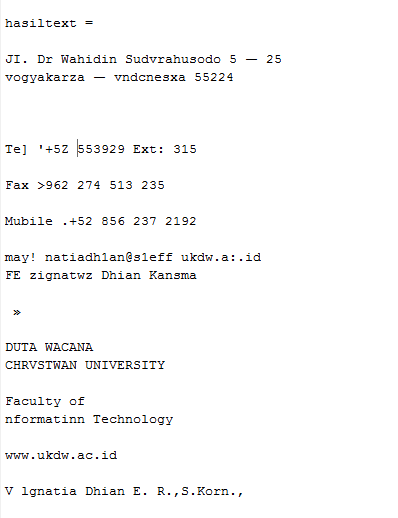 hasiltext =
JI. Dr Wahidin Sudvrahusodo 5 — 25
vogyakarza — vndcnesxa 55224
Te] '+5Z 553929 Ext: 315
Fax >962 274 513 235
Mubile .+52 856 237 2192
may! natiadh1an@s1eff ukdw.a:.id
FE zignatwz Dhian Kansma
»
DUTA WACANA
CHRVSTWAN UNIVERSITY
Faculty of
nformatinn Technology
www.ukdw.ac.id
V lgnatia Dhian E. R.,S.Korn.,